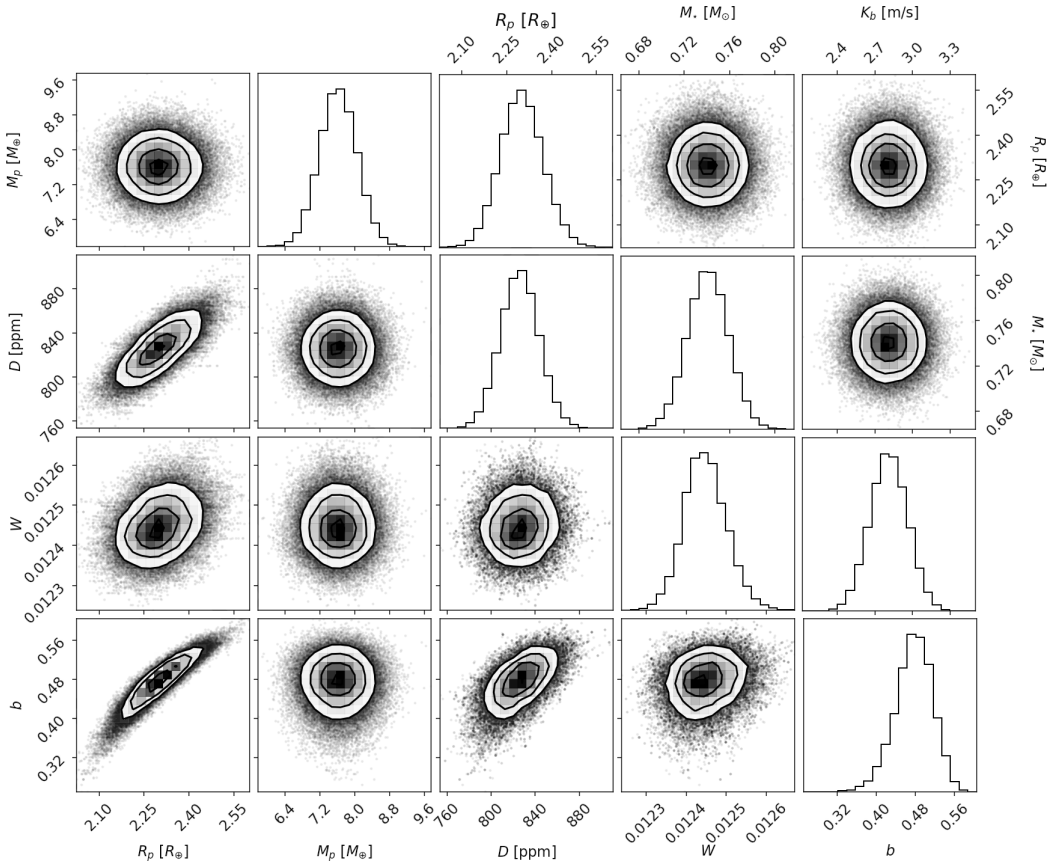 R_p [R_⊕]
M_⋆ [M_⊙]
K_b [m/s]
2.10 2.25 2.40 2.55
0.68 0.72 0.76 0.80
2.4 2.7 3.0 3.3
M_p [M_⊕]
9.6
8.8
8.0
7.2
6.4
2.55
2.40
2.25
2.10
R_p [R_⊕]
D [ppm]
880
840
800
760
0.80
0.76
0.72
0.68
M_⋆ [M_⊙]
W
0.0126
0.0125
0.0124
0.0123
b
0.56
0.48
0.40
0.32
2.10 2.25 2.40 2.55
6.4 7.2 8.0 8.8 9.6
760 800 840 880
0.0123 0.0124 0.0125 0.0126
0.32 0.40 0.48 0.56
R_p [R_⊕]
M_p [M_⊕]
D [ppm]
W
b